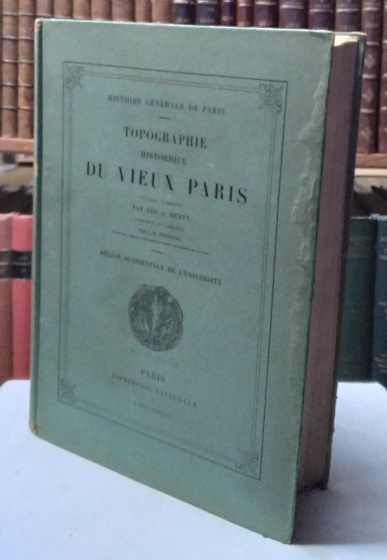 HISTOIRE GÉNÉRALE DE PARIS
TOPOGRAPHIE
HISTORIQUE
DU VIEUX PARIS
PAR FEU A. BERTY
RÉGION OCCIDENTALE DE L'UNIVERSITÉ
PARIS
IMPRIMERIE NATIONALE